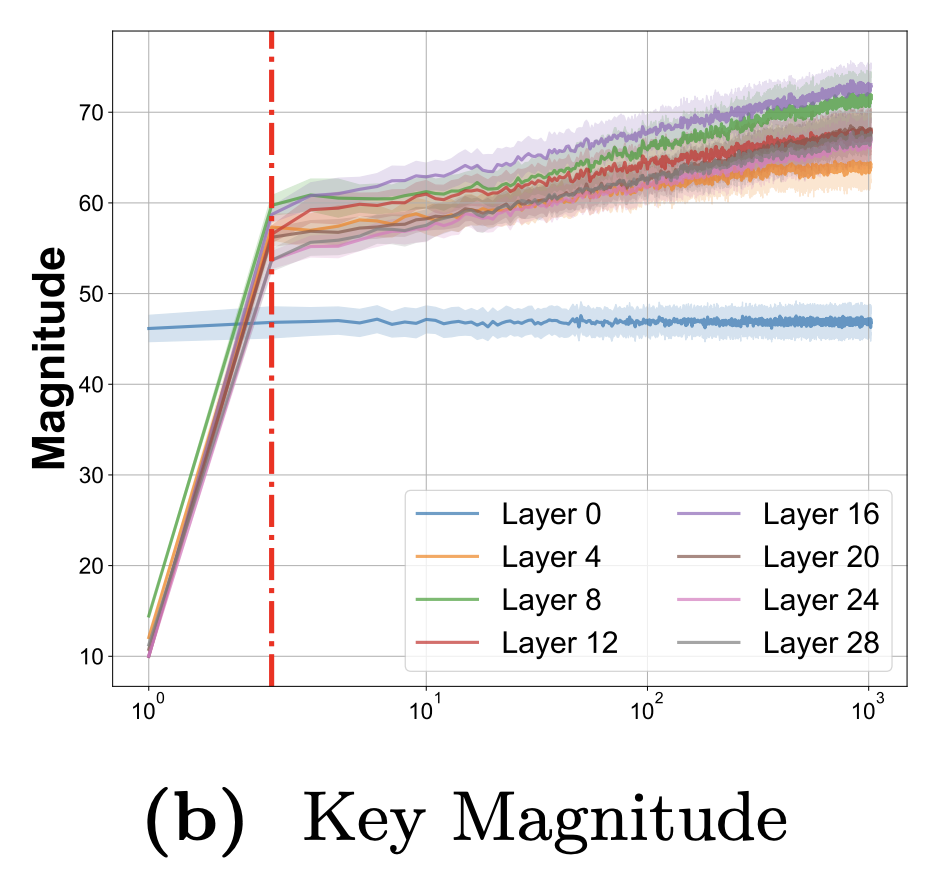 Magnitude
70
60
50
40
30
20
10
10^0
10^1
10^2
10^3
Layer 0
Layer 4
Layer 8
Layer 12
Layer 16
Layer 20
Layer 24
Layer 28
(b) Key Magnitude